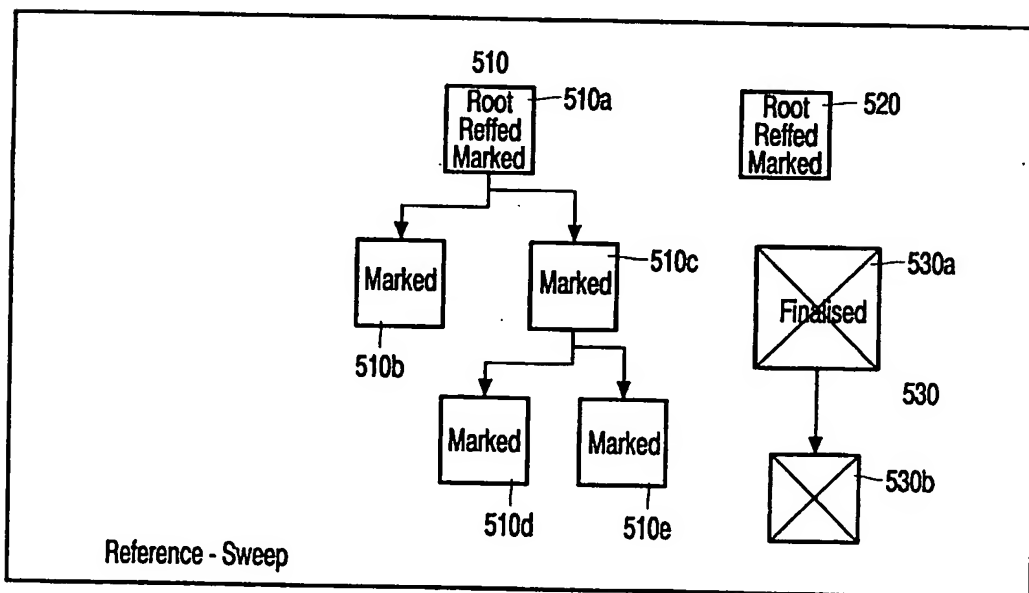 510
Root
Reffed
Marked
510a
Root
Reffed
Marked
520
Marked
510b
Marked
510c
Finalised
530a
530
Marked
510d
Marked
510e
530b
Reference - Sweep